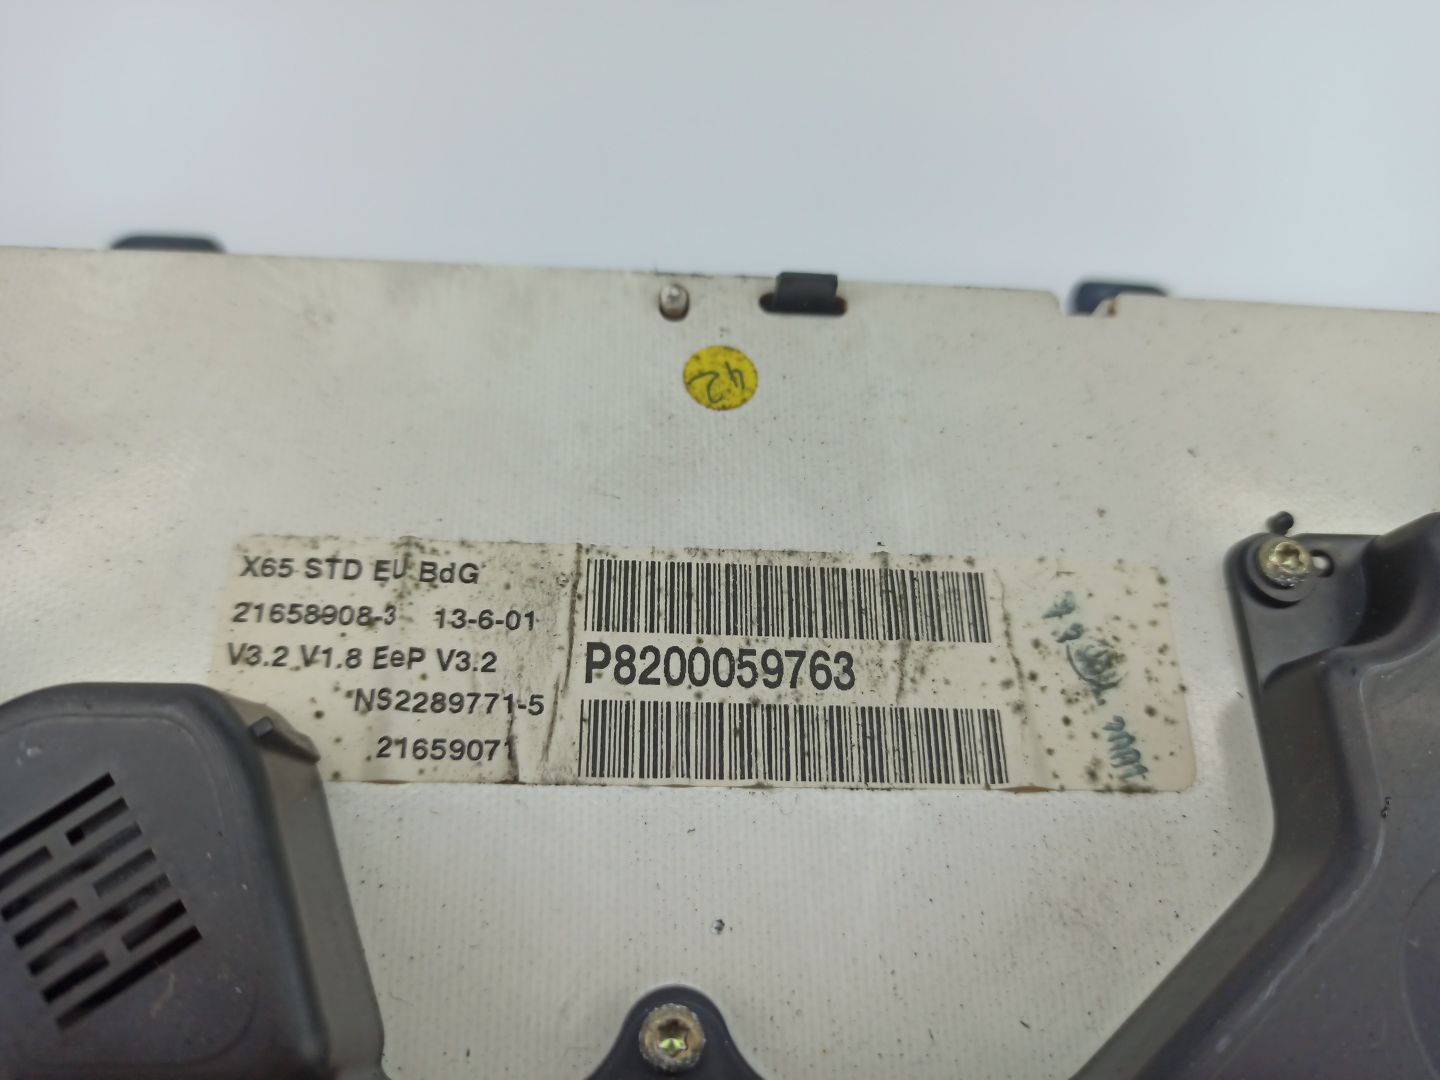 42
X65 STD EU BdG
21658908-3 13-6-01
V3.2 V1.8 EeP V3.2
NS2289771-5
21659071
P8200059763